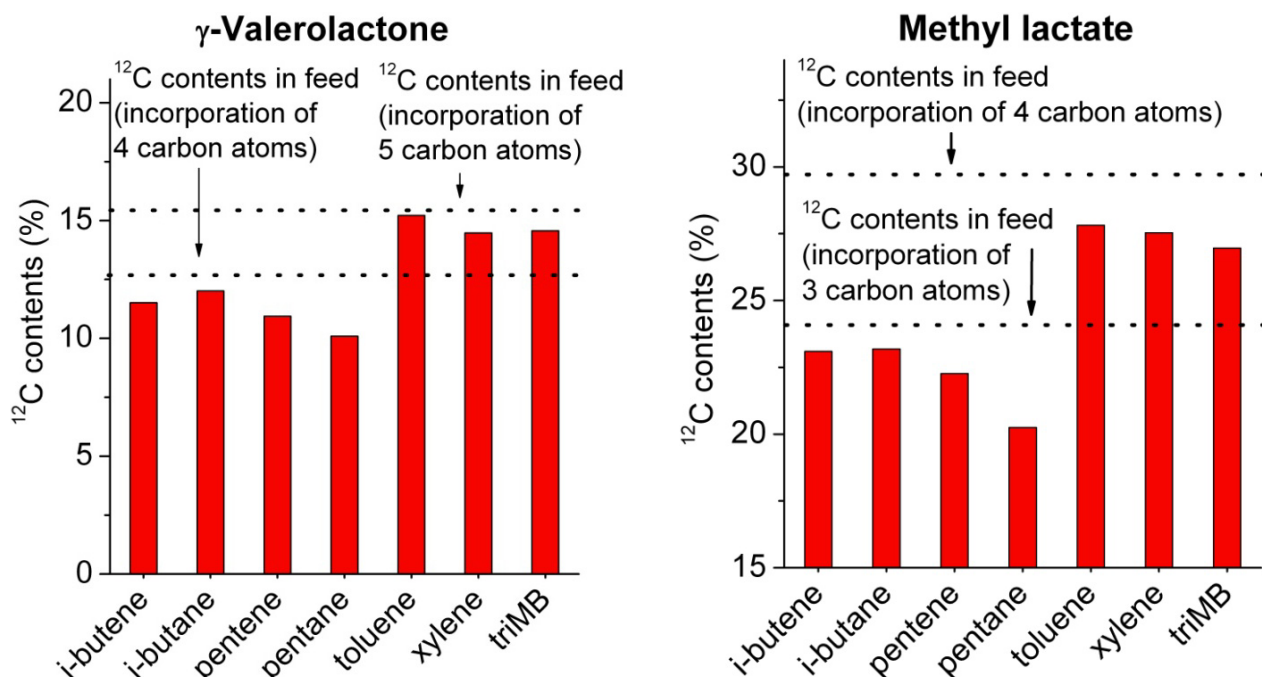 γ-Valerolactone
¹²C contents in feed
(incorporation of
4 carbon atoms)
¹²C contents in feed
(incorporation of
5 carbon atoms)
¹²C contents (%)
20
15
10
5
0
i-butene
i-butane
pentene
pentane
toluene
xylene
triMB
Methyl lactate
¹²C contents in feed
(incorporation of 4 carbon atoms)
¹²C contents in feed
(incorporation of
3 carbon atoms)
¹²C contents (%)
30
25
20
15
i-butene
i-butane
pentene
pentane
toluene
xylene
triMB